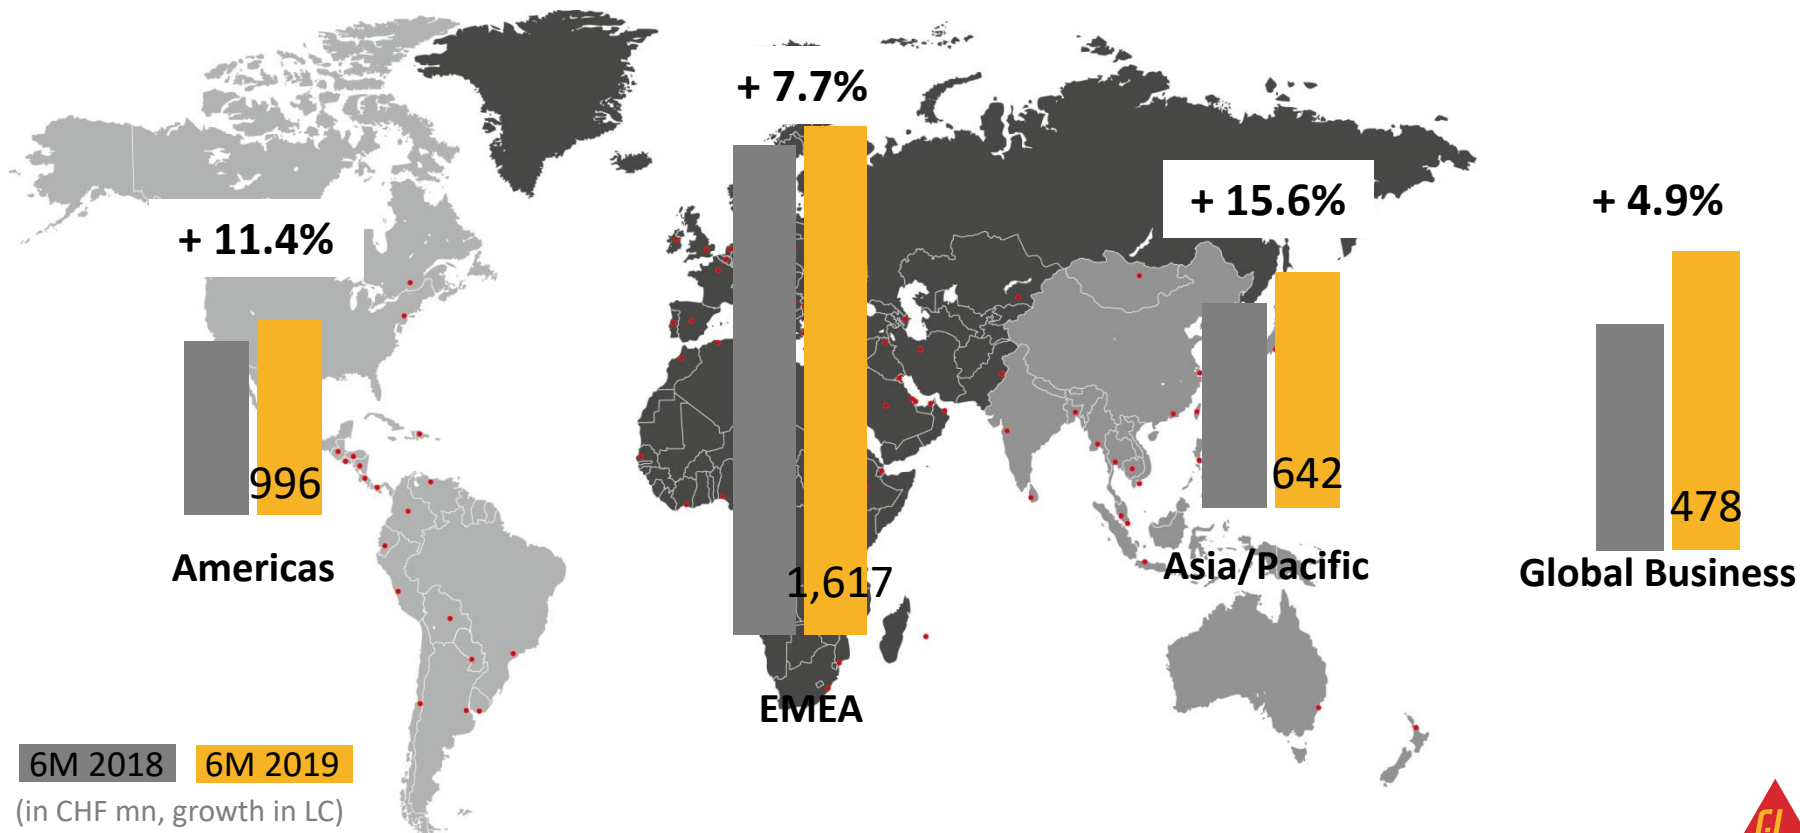 + 7.7%
+ 11.4%
+ 15.6%
+ 4.9%
996
1,617
642
478
Americas
EMEA
Asia/Pacific
Global Business
6M 2018
6M 2019
(in CHF mn, growth in LC)